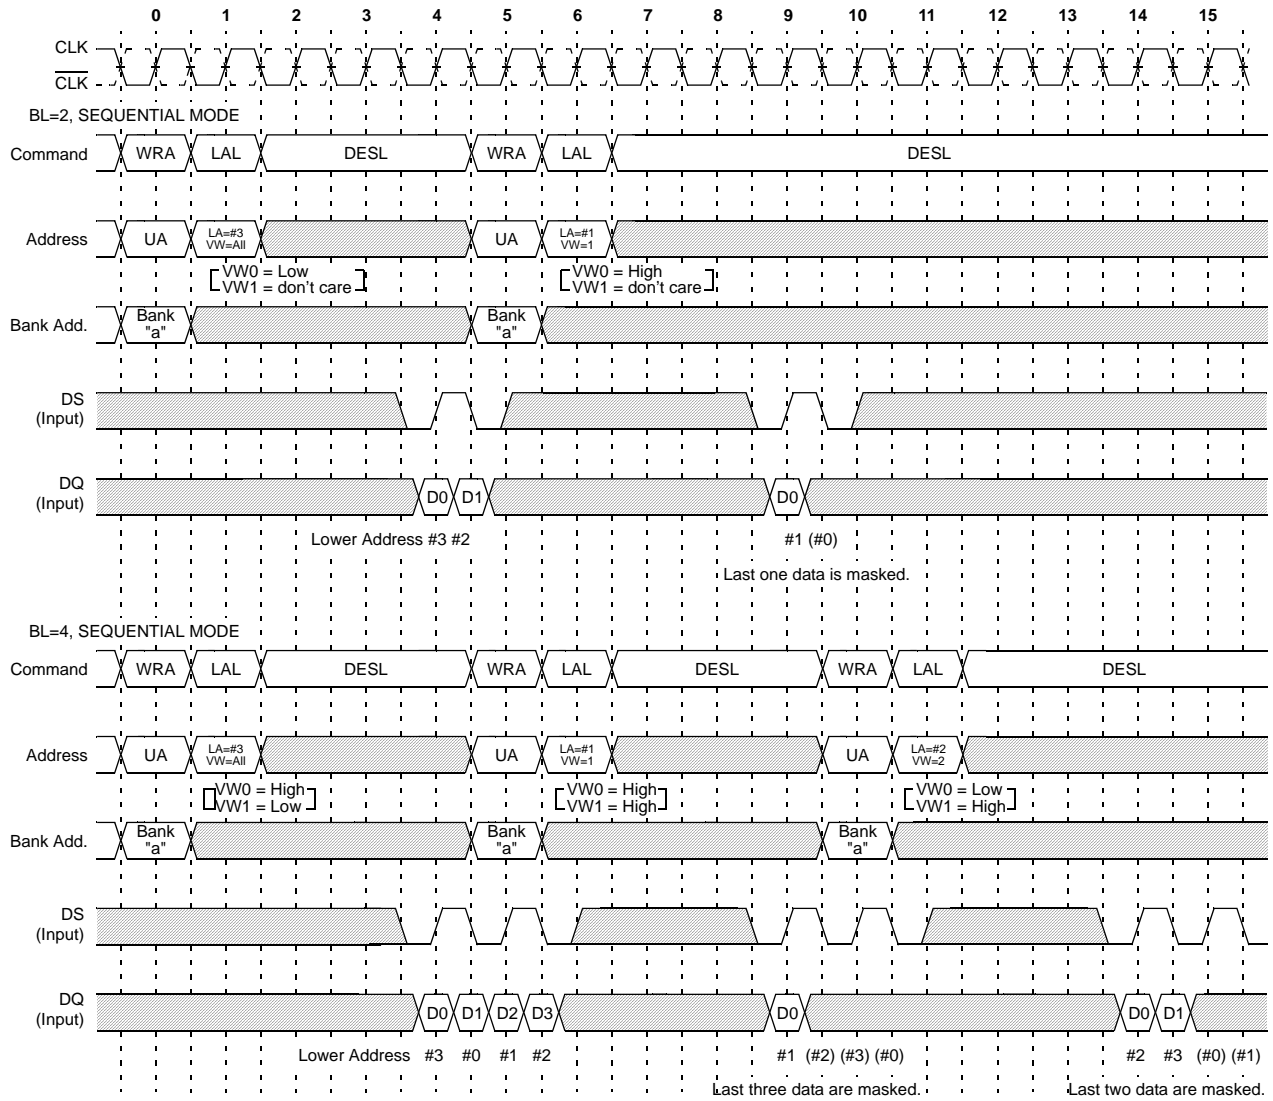 0 1 2 3 4 5 6 7 8 9 10 11 12 13 14 15
CLK
CLK
BL=2, SEQUENTIAL MODE
Command WRA LAL DESL WRA LAL DESL
Address UA LA=#3 VW=All UA LA=#1 VW=1
VW0 = Low VW0 = High
VW1 = don't care VW1 = don't care
Bank Add. Bank "a" Bank "a"
DS
(Input)
DQ
(Input) D0 D1 D0
Lower Address #3 #2 #1 (#0)
Last one data is masked.
BL=4, SEQUENTIAL MODE
Command WRA LAL DESL WRA LAL DESL WRA LAL DESL
Address UA LA=#3 VW=All UA LA=#1 VW=1 UA LA=#2 VW=2
VW0 = High VW0 = High VW0 = Low
VW1 = Low VW1 = High VW1 = High
Bank Add. Bank "a" Bank "a" Bank "a"
DS
(Input)
DQ
(Input) D0 D1 D2 D3 D0 D0 D1
Lower Address #3 #0 #1 #2 #1 (#2) (#3) (#0) #2 #3 (#0) (#1)
Last three data are masked. Last two data are masked.